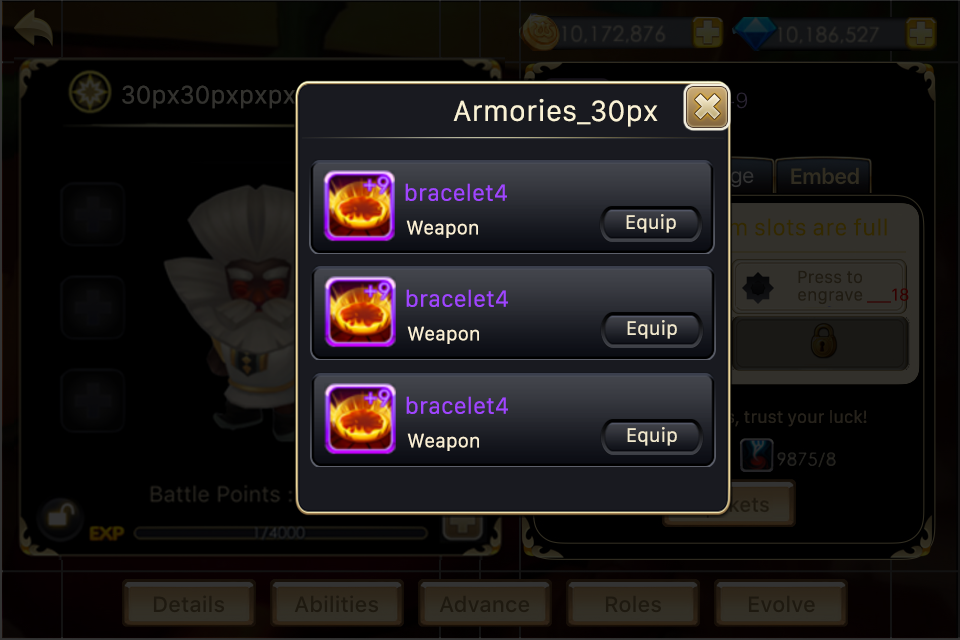 10,172,876
10,186,527
30px30pxpxpx
Armories_30px
9
+9
bracelet4
Weapon
Equip
ge
Embed
m slots are full
+9
bracelet4
Weapon
Equip
Press to
engrave __18
+9
bracelet4
Weapon
Equip
s, trust your luck!
9875/8
Battle Points :
kets
EXP
1/4000
Details
Abilities
Advance
Roles
Evolve